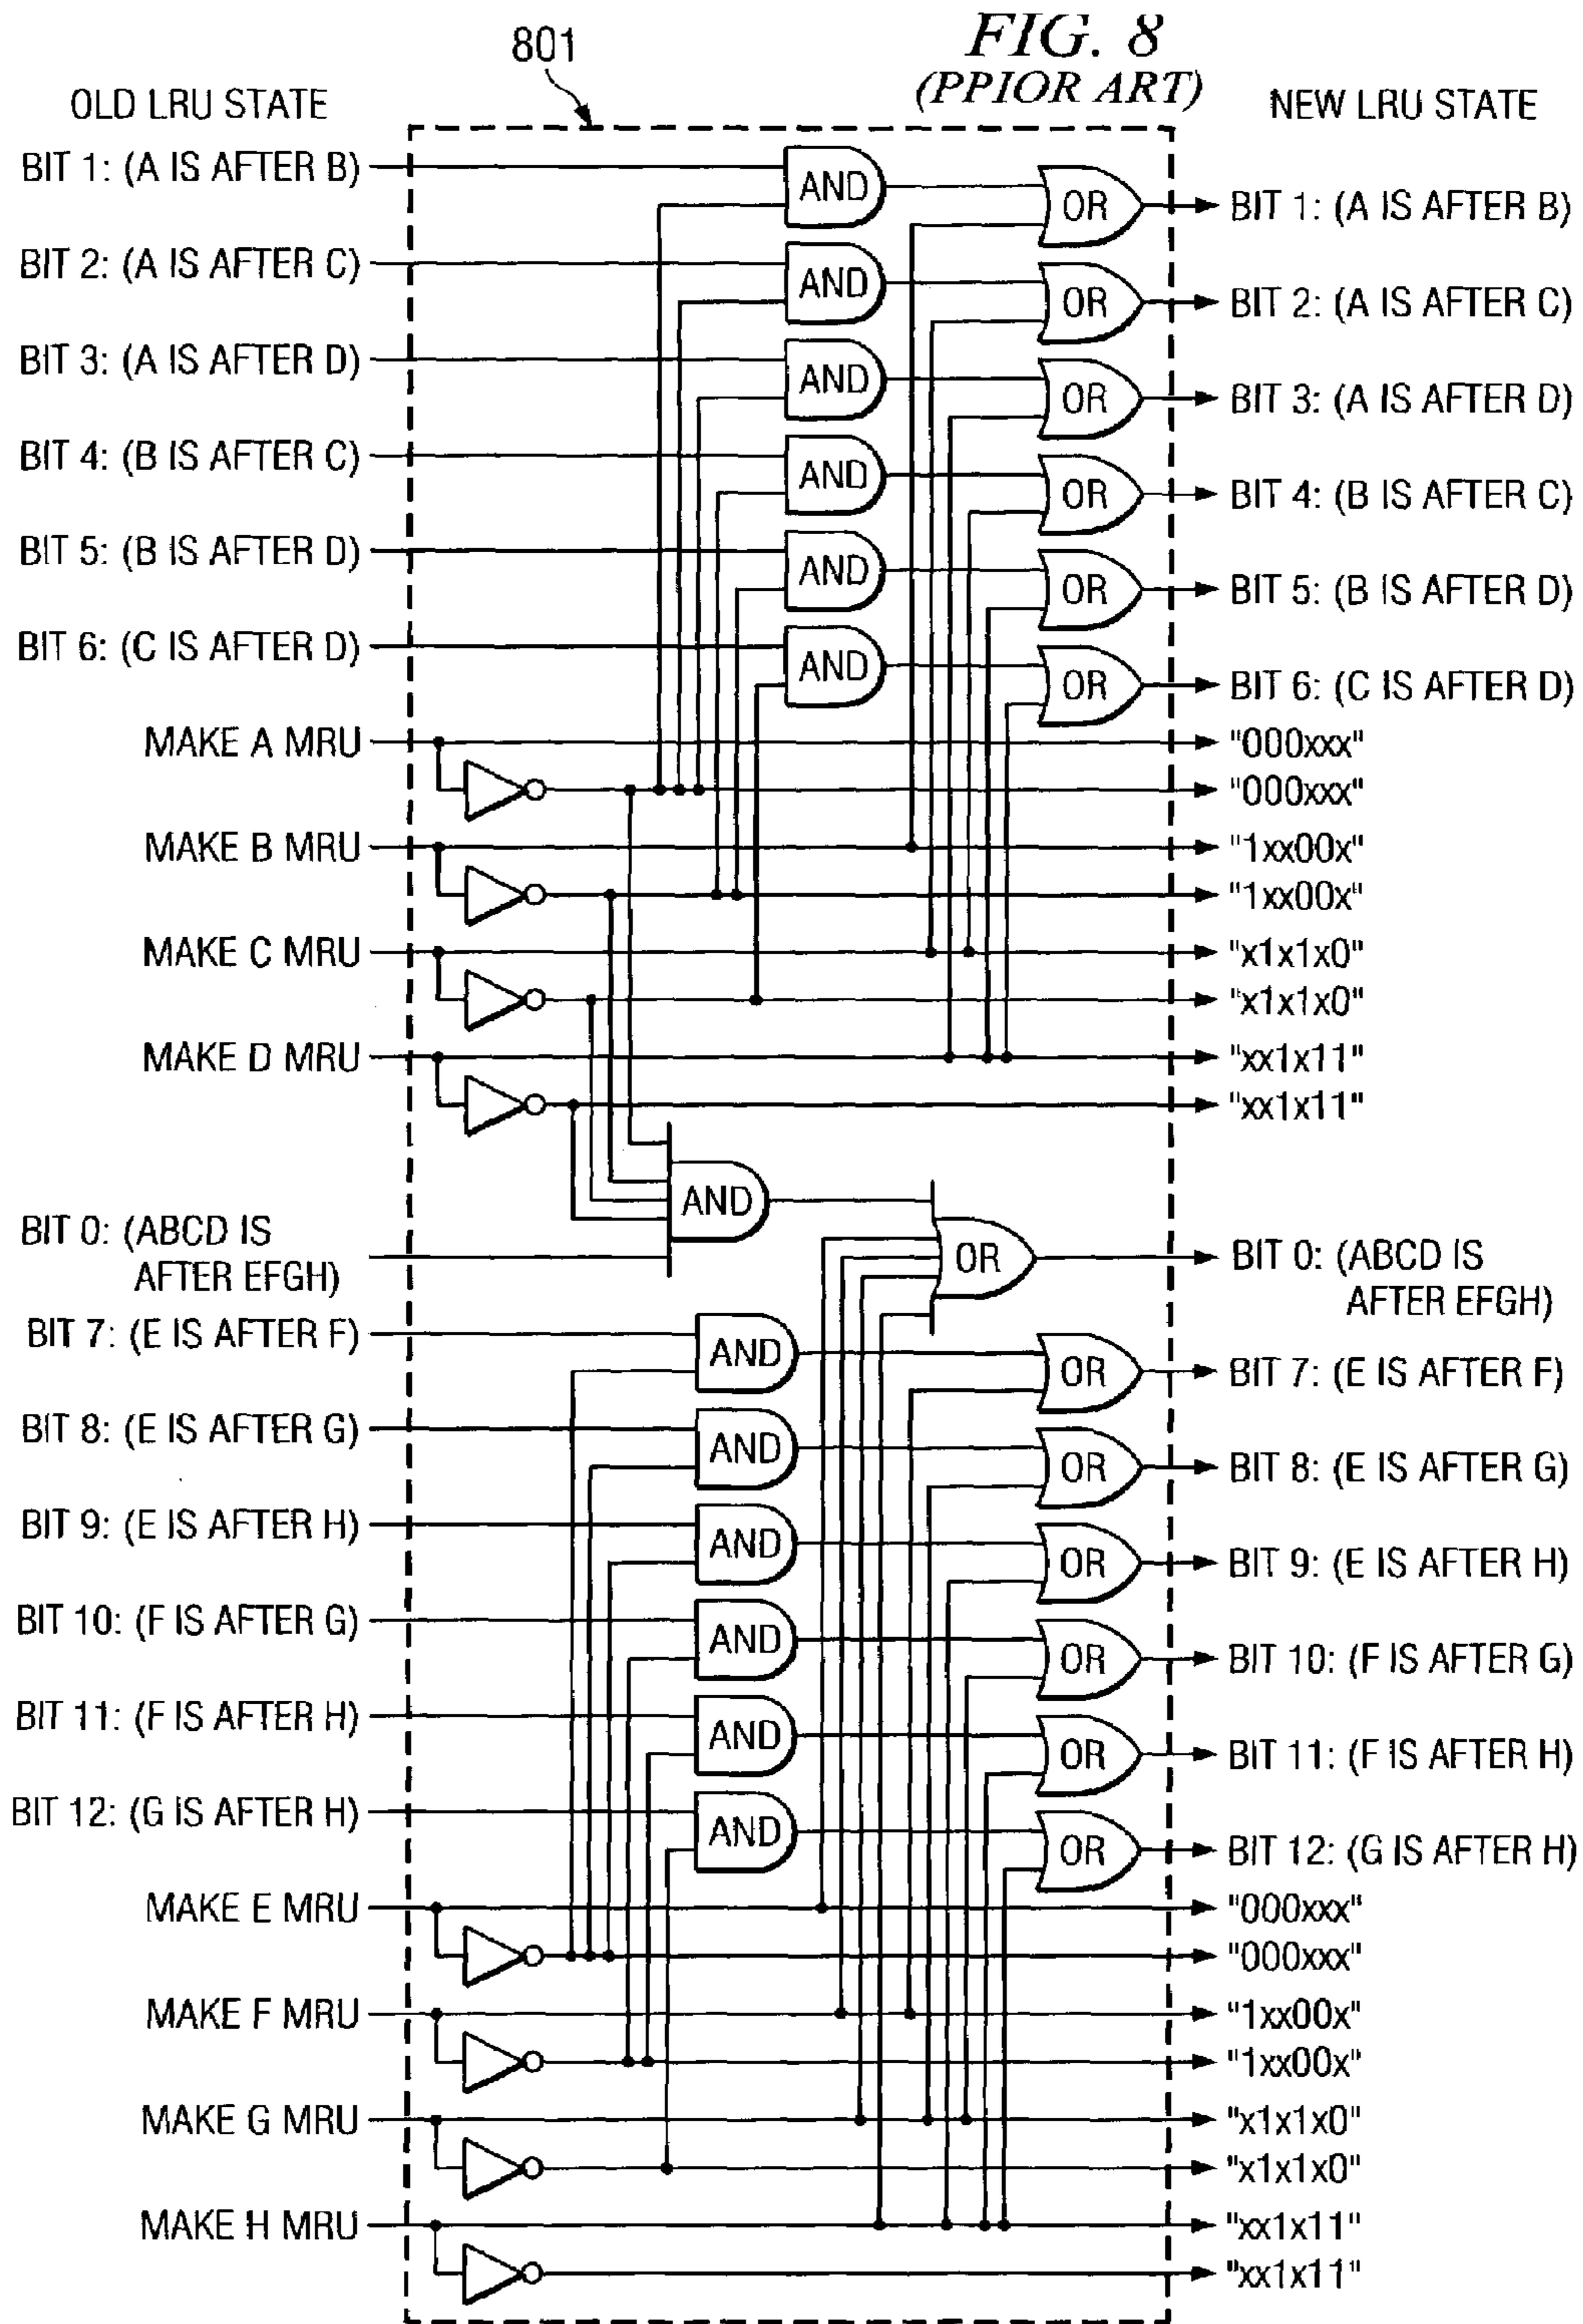 FIG. 8
801
(PPIOR ART)
OLD LRU STATE
NEW LRU STATE
BIT 1: (A IS AFTER B)
AND
OR
BIT 1: (A IS AFTER B)
BIT 2: (A IS AFTER C)
AND
OR
BIT 2: (A IS AFTER C)
BIT 3: (A IS AFTER D)
AND
OR
BIT 3: (A IS AFTER D)
BIT 4: (B IS AFTER C)
AND
OR
BIT 4: (B IS AFTER C)
BIT 5: (B IS AFTER D)
AND
OR
BIT 5: (B IS AFTER D)
BIT 6: (C IS AFTER D)
AND
OR
BIT 6: (C IS AFTER D)
MAKE A MRU
"000xxx"
"000xxx"
MAKE B MRU
"1xx00x"
"1xx00x"
MAKE C MRU
"x1x1x0"
"x1x1x0"
MAKE D MRU
"xx1x11"
"xx1x11"
AND
BIT 0: (ABCD IS
AFTER EFGH)
OR
BIT 0: (ABCD IS
AFTER EFGH)
BIT 7: (E IS AFTER F)
AND
OR
BIT 7: (E IS AFTER F)
BIT 8: (E IS AFTER G)
AND
OR
BIT 8: (E IS AFTER G)
BIT 9: (E IS AFTER H)
AND
OR
BIT 9: (E IS AFTER H)
BIT 10: (F IS AFTER G)
AND
OR
BIT 10: (F IS AFTER G)
BIT 11: (F IS AFTER H)
AND
OR
BIT 11: (F IS AFTER H)
BIT 12: (G IS AFTER H)
AND
OR
BIT 12: (G IS AFTER H)
MAKE E MRU
"000xxx"
"000xxx"
MAKE F MRU
"1xx00x"
"1xx00x"
MAKE G MRU
"x1x1x0"
"x1x1x0"
MAKE H MRU
"xx1x11"
"xx1x11"